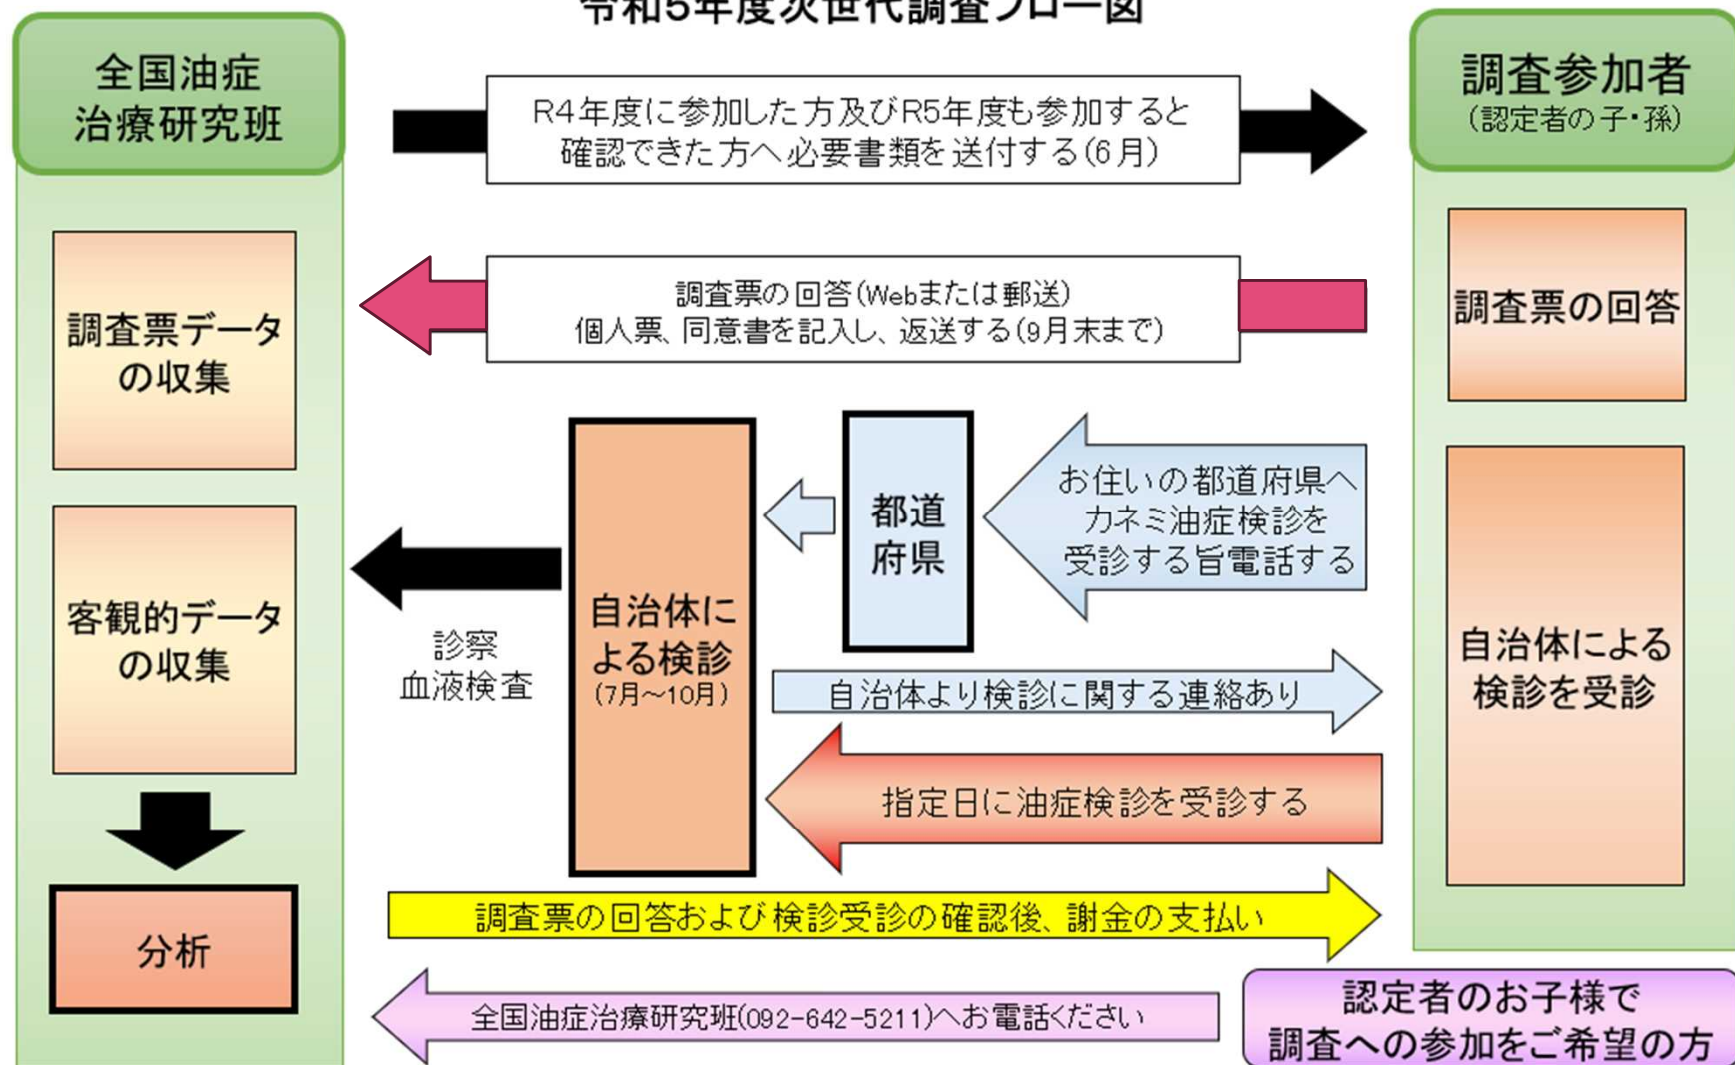 令和5年度次世代調査フロー図
全国油症
治療研究班
調査参加者
（認定者の子・孫）
R4年度に参加した方及びR5年度も参加すると
確認できた方へ必要書類を送付する(6月)
調査票の回答(Webまたは郵送)
個人票、同意書を記入し、返送する(9月末まで)
調査票の回答
調査票データ
の収集
お住いの都道府県へ
カネミ油症検診を
受診する旨電話する
都道
府県
自治体に
よる検診
(7月～10月)
診察
血液検査
客観的データ
の収集
自治体による
検診を受診
自治体より検診に関する連絡あり
指定日に油症検診を受診する
調査票の回答および検診受診の確認後、謝金の支払い
分析
全国油症治療研究班(092-642-5211)へお電話ください
認定者のお子様で
調査への参加をご希望の方